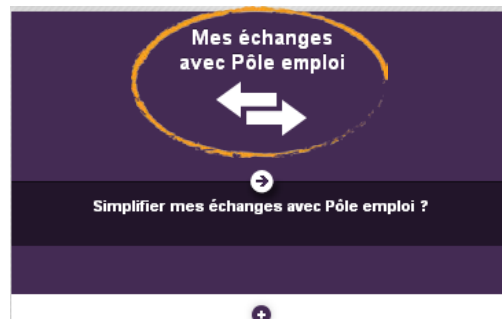 Mes échanges
avec Pôle emploi
Simplifier mes échanges avec Pôle emploi ?